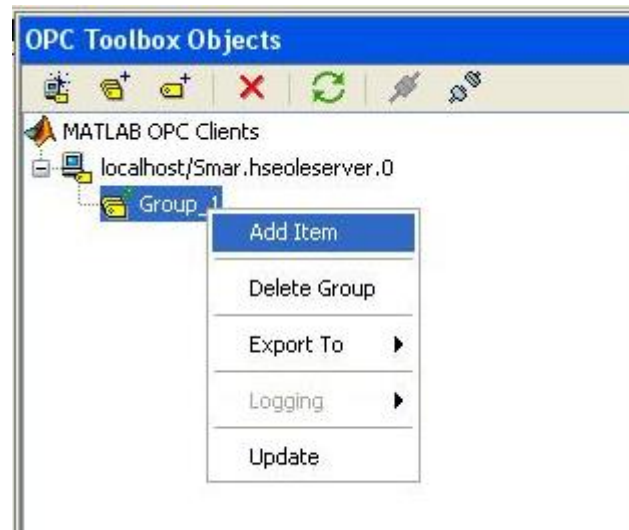 OPC Toolbox Objects
MATLAB OPC Clients
localhost/Smar.hseoleserver.0
Group_1
Add Item
Delete Group
Export To
Logging
Update